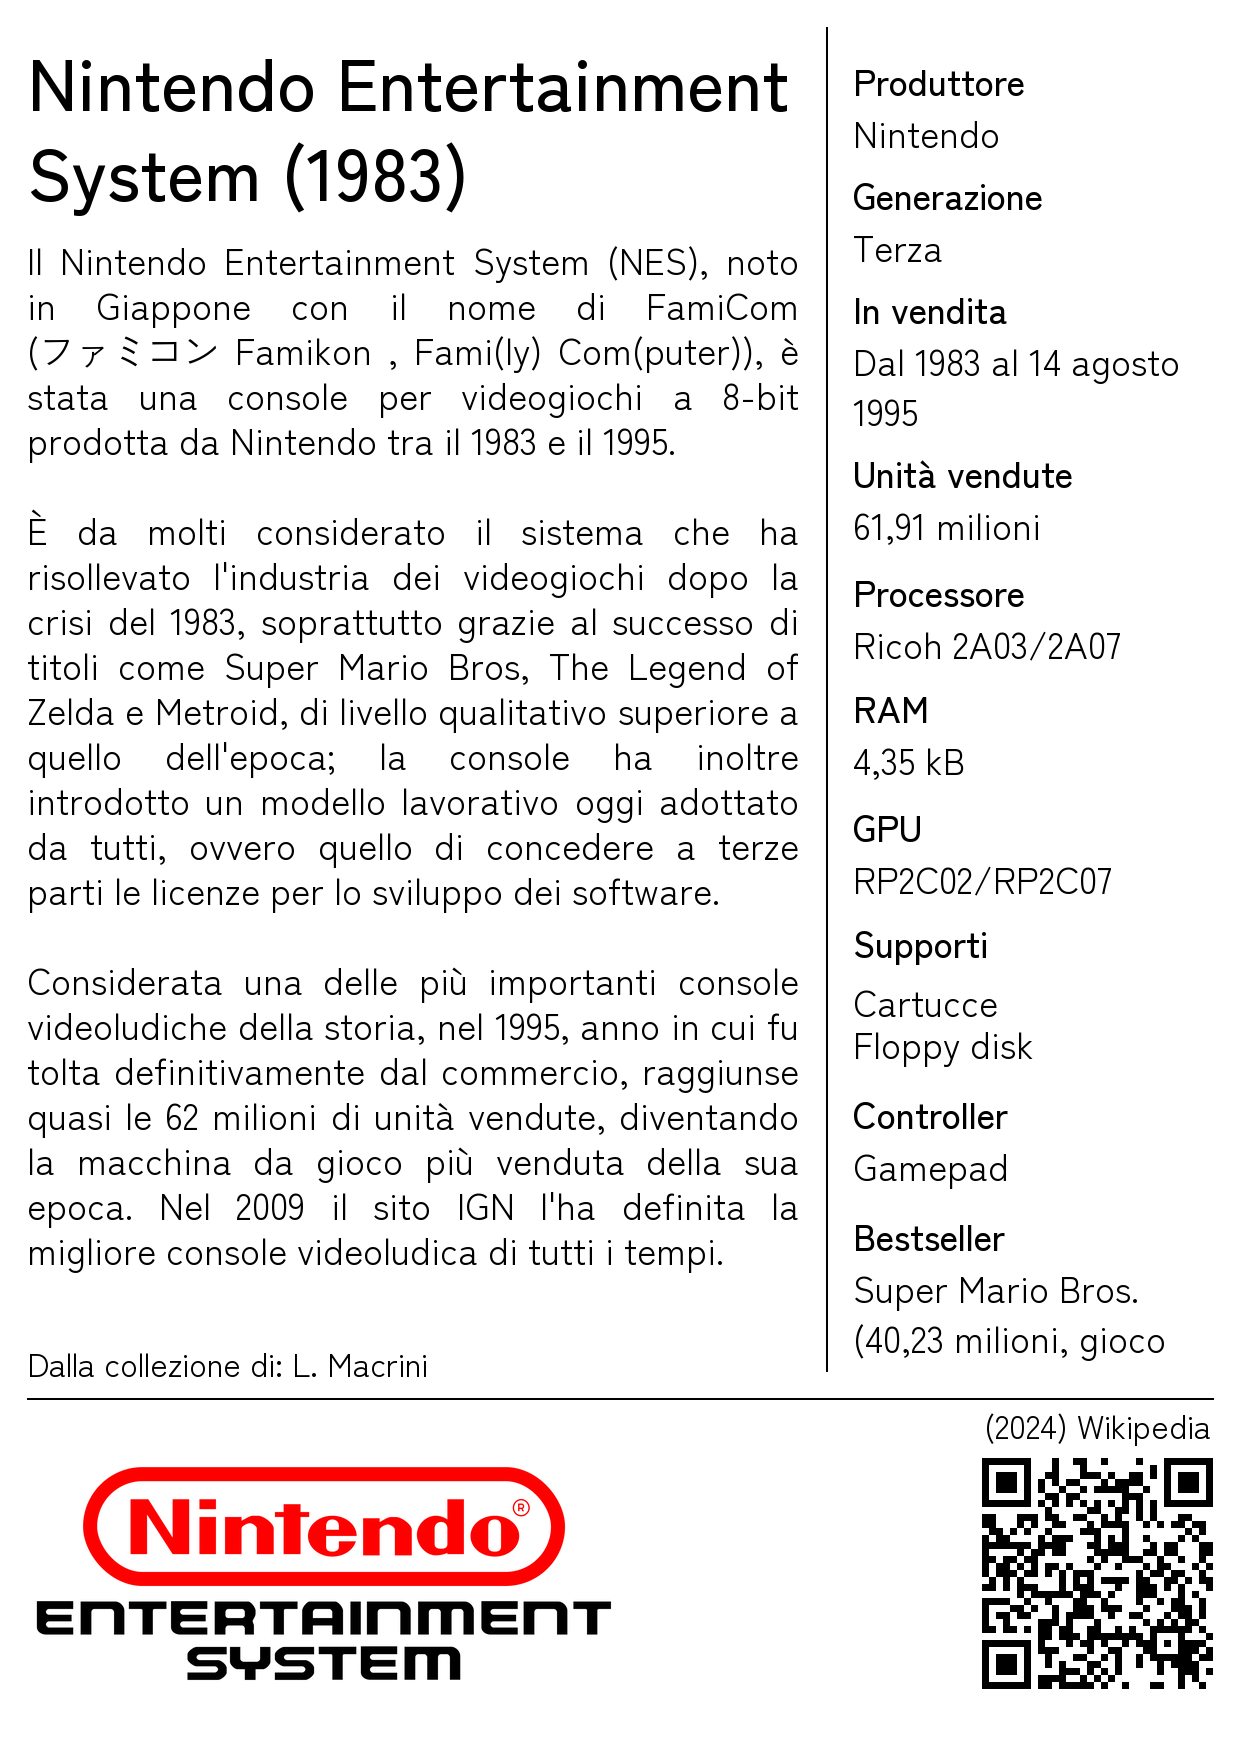 Nintendo Entertainment
System (1983)
Il Nintendo Entertainment System (NES), noto
in Giappone con il nome di FamiCom
(ファミコン Famikon , Fami(ly) Com(puter)), è
stata una console per videogiochi a 8-bit
prodotta da Nintendo tra il 1983 e il 1995.
È da molti considerato il sistema che ha
risollevato l'industria dei videogiochi dopo la
crisi del 1983, soprattutto grazie al successo di
titoli come Super Mario Bros, The Legend of
Zelda e Metroid, di livello qualitativo superiore a
quello dell'epoca; la console ha inoltre
introdotto un modello lavorativo oggi adottato
da tutti, ovvero quello di concedere a terze
parti le licenze per lo sviluppo dei software.
Considerata una delle più importanti console
videoludiche della storia, nel 1995, anno in cui fu
tolta definitivamente dal commercio, raggiunse
quasi le 62 milioni di unità vendute, diventando
la macchina da gioco più venduta della sua
epoca. Nel 2009 il sito IGN l'ha definita la
migliore console videoludica di tutti i tempi.
Dalla collezione di: L. Macrini
Produttore
Nintendo
Generazione
Terza
In vendita
Dal 1983 al 14 agosto
1995
Unità vendute
61,91 milioni
Processore
Ricoh 2A03/2A07
RAM
4,35 kB
GPU
RP2C02/RP2C07
Supporti
Cartucce
Floppy disk
Controller
Gamepad
Bestseller
Super Mario Bros.
(40,23 milioni, gioco
(2024) Wikipedia
Nintendo®
ENTERTAINMENT
SYSTEM